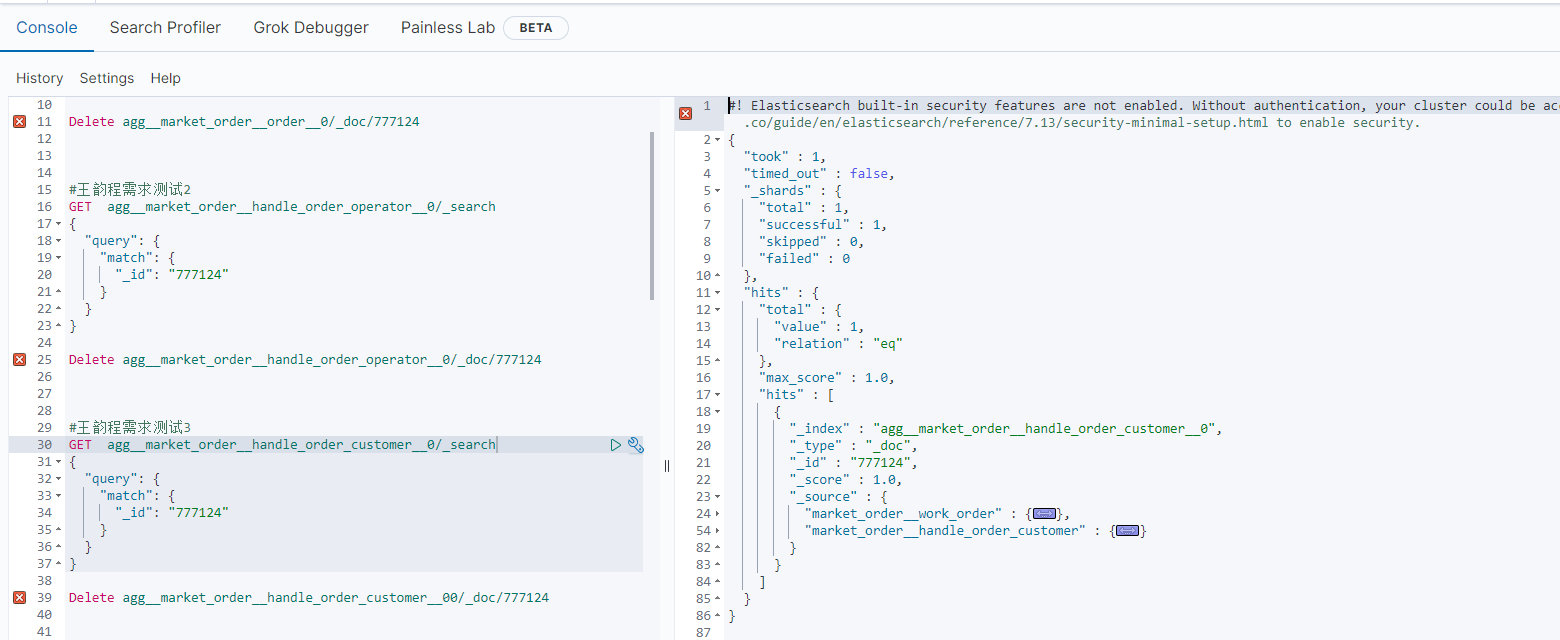 Console Search Profiler Grok Debugger Painless Lab BETA
History Settings Help
10
11 Delete agg__market_order__order__0/_doc/777124
12
13
14
15 #王韵程需求测试2
16 GET  agg__market_order__handle_order_operator__0/_search
17 {
18   "query": {
19     "match": {
20       "_id": "777124"
21     }
22   }
23 }
24
25 Delete agg__market_order__handle_order_operator__0/_doc/777124
26
27
28
29 #王韵程需求测试3
30 GET  agg__market_order__handle_order_customer__0/_search
31 {
32   "query": {
33     "match": {
34       "_id": "777124"
35     }
36   }
37 }
38
39 Delete agg__market_order__handle_order_customer__00/_doc/777124
40
41
1 #! Elasticsearch built-in security features are not enabled. Without authentication, your cluster could be
.co/guide/en/elasticsearch/reference/7.13/security-minimal-setup.html to enable security.
2 {
3   "took" : 1,
4   "timed_out" : false,
5   "_shards" : {
6     "total" : 1,
7     "successful" : 1,
8     "skipped" : 0,
9     "failed" : 0
10   },
11   "hits" : {
12     "total" : {
13       "value" : 1,
14       "relation" : "eq"
15     },
16     "max_score" : 1.0,
17     "hits" : [
18       {
19         "_index" : "agg__market_order__handle_order_customer__0",
20         "_type" : "_doc",
21         "_id" : "777124",
22         "_score" : 1.0,
23         "_source" : {
24           "market_order__work_order" : {},
54           "market_order__handle_order_customer" : {}
82         }
83       }
84     ]
85   }
86 }
87